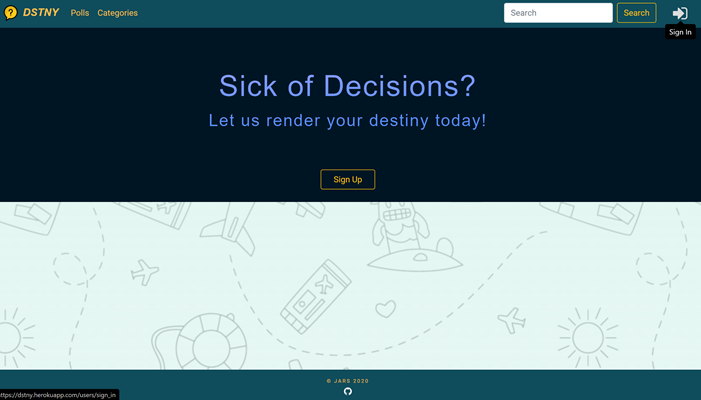 ? DSTNY Polls Categories Search Search
Sign In
Sick of Decisions?
Let us render your destiny today!
Sign Up
© JARS 2020
https://dstny.herokuapp.com/users/sign_in